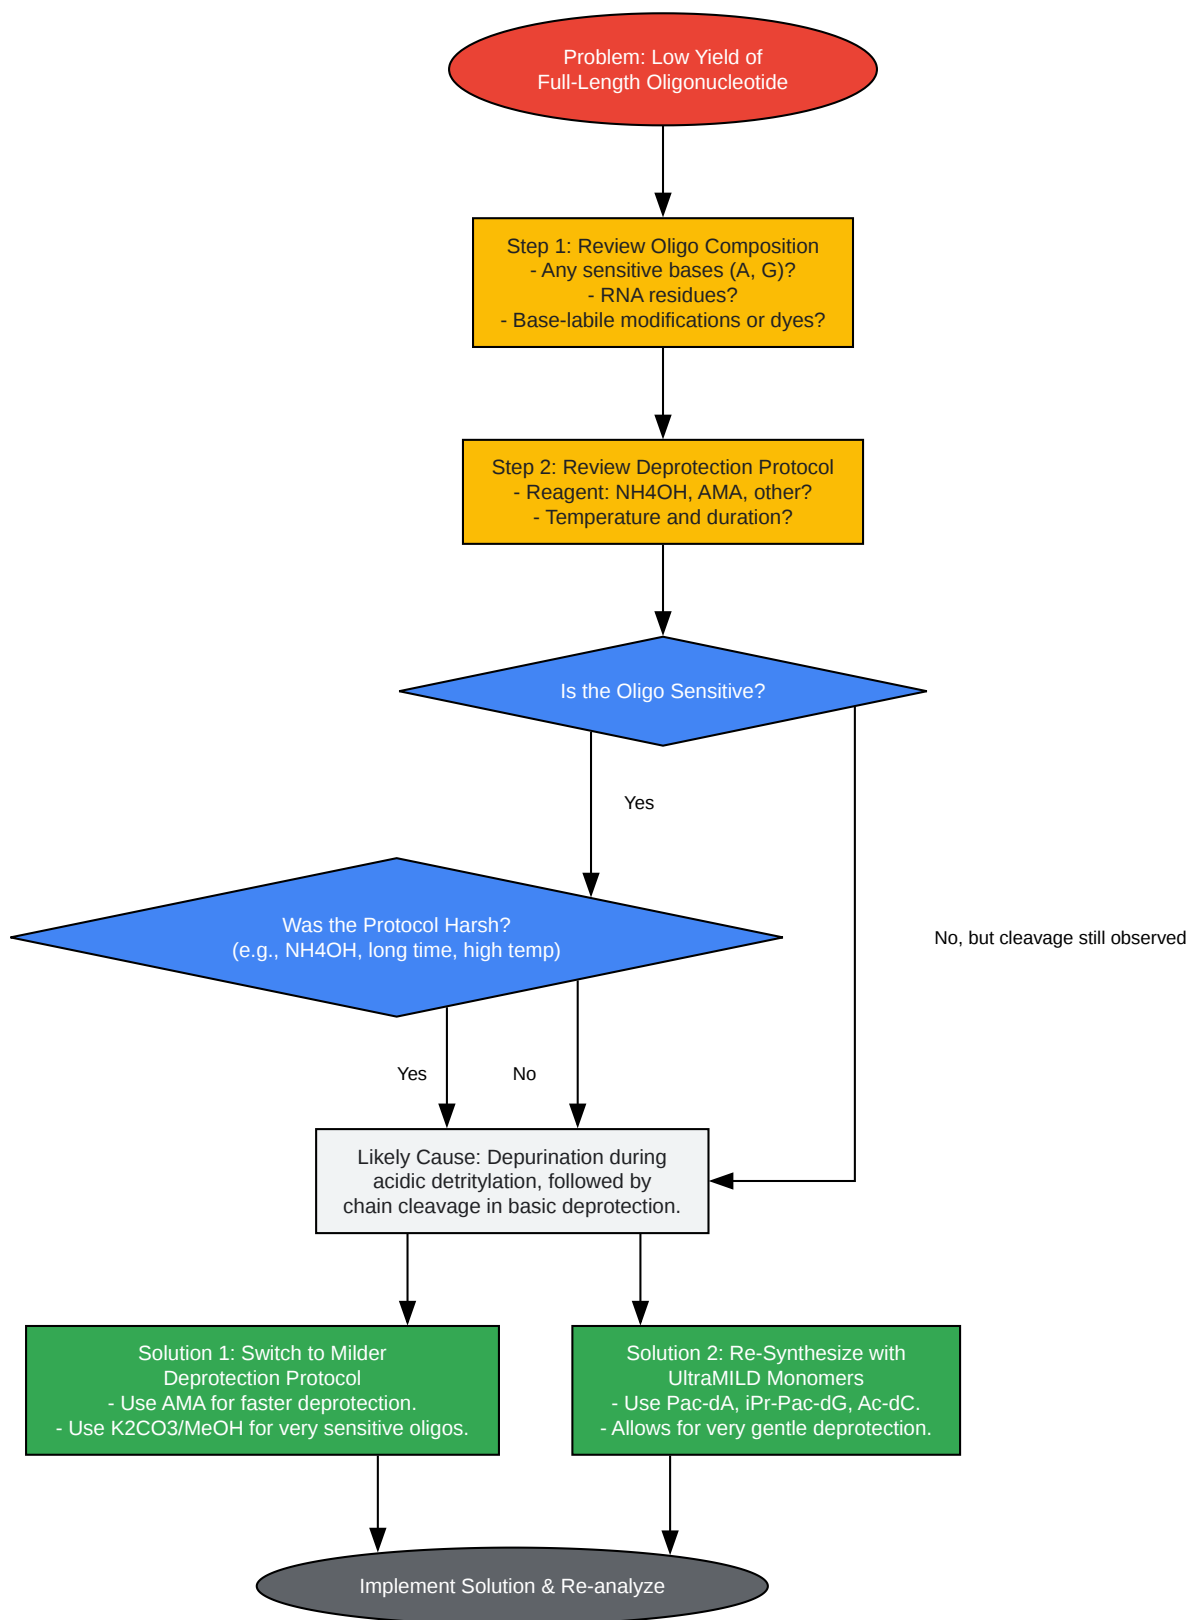 Problem: Low Yield of
Full-Length Oligonucleotide
Step 1: Review Oligo Composition
- Any sensitive bases (A, G)?
- RNA residues?
- Base-labile modifications or dyes?
Step 2: Review Deprotection Protocol
- Reagent: NH4OH, AMA, other?
- Temperature and duration?
Is the Oligo Sensitive?
Yes
Was the Protocol Harsh?
(e.g., NH4OH, long time, high temp)
No, but cleavage still observed
Yes
No
Likely Cause: Depurination during
acidic detritylation, followed by
chain cleavage in basic deprotection.
Solution 1: Switch to Milder
Deprotection Protocol
- Use AMA for faster deprotection.
- Use K2CO3/MeOH for very sensitive oligos.
Solution 2: Re-Synthesize with
UltraMILD Monomers
- Use Pac-dA, iPr-Pac-dG, Ac-dC.
- Allows for very gentle deprotection.
Implement Solution & Re-analyze